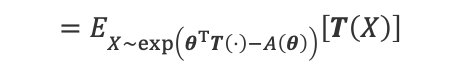 = E_{X∼exp(θ^T T(·)−A(θ))}[T(X)]